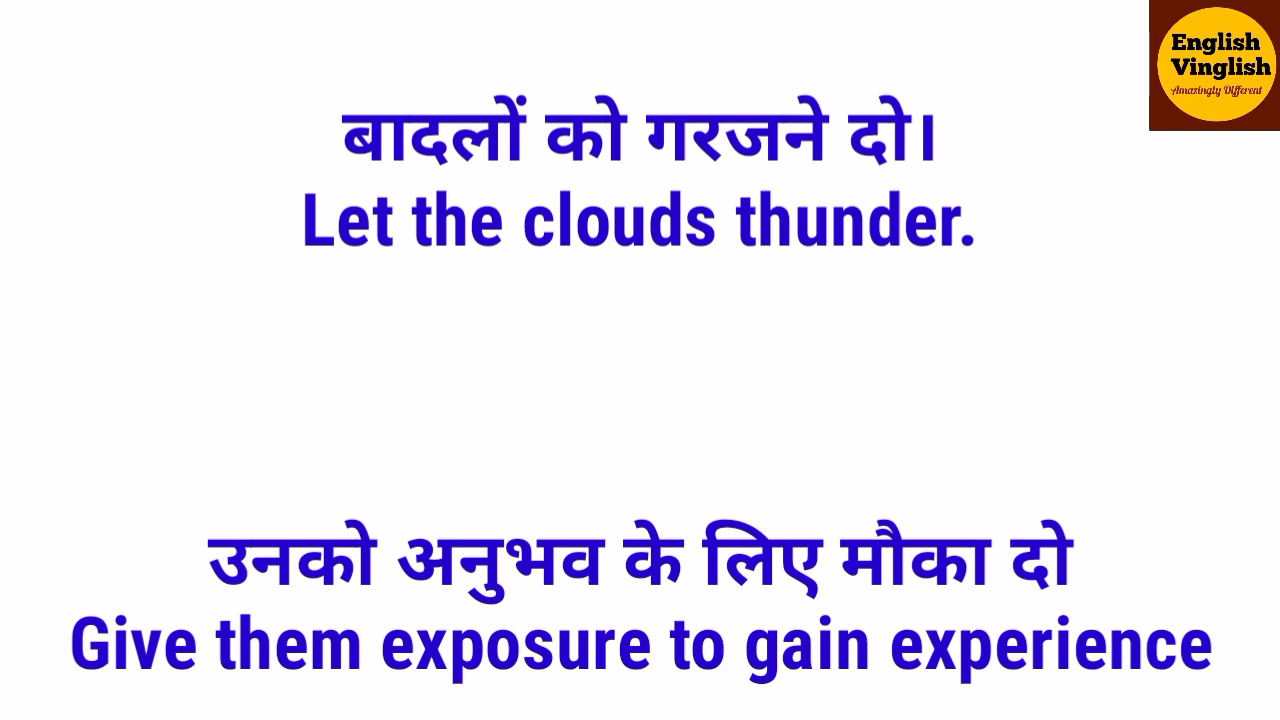 English
Vinglish
Amazingly Different
बादलों को गरजने दो।
Let the clouds thunder.
उनको अनुभव के लिए मौका दो
Give them exposure to gain experience